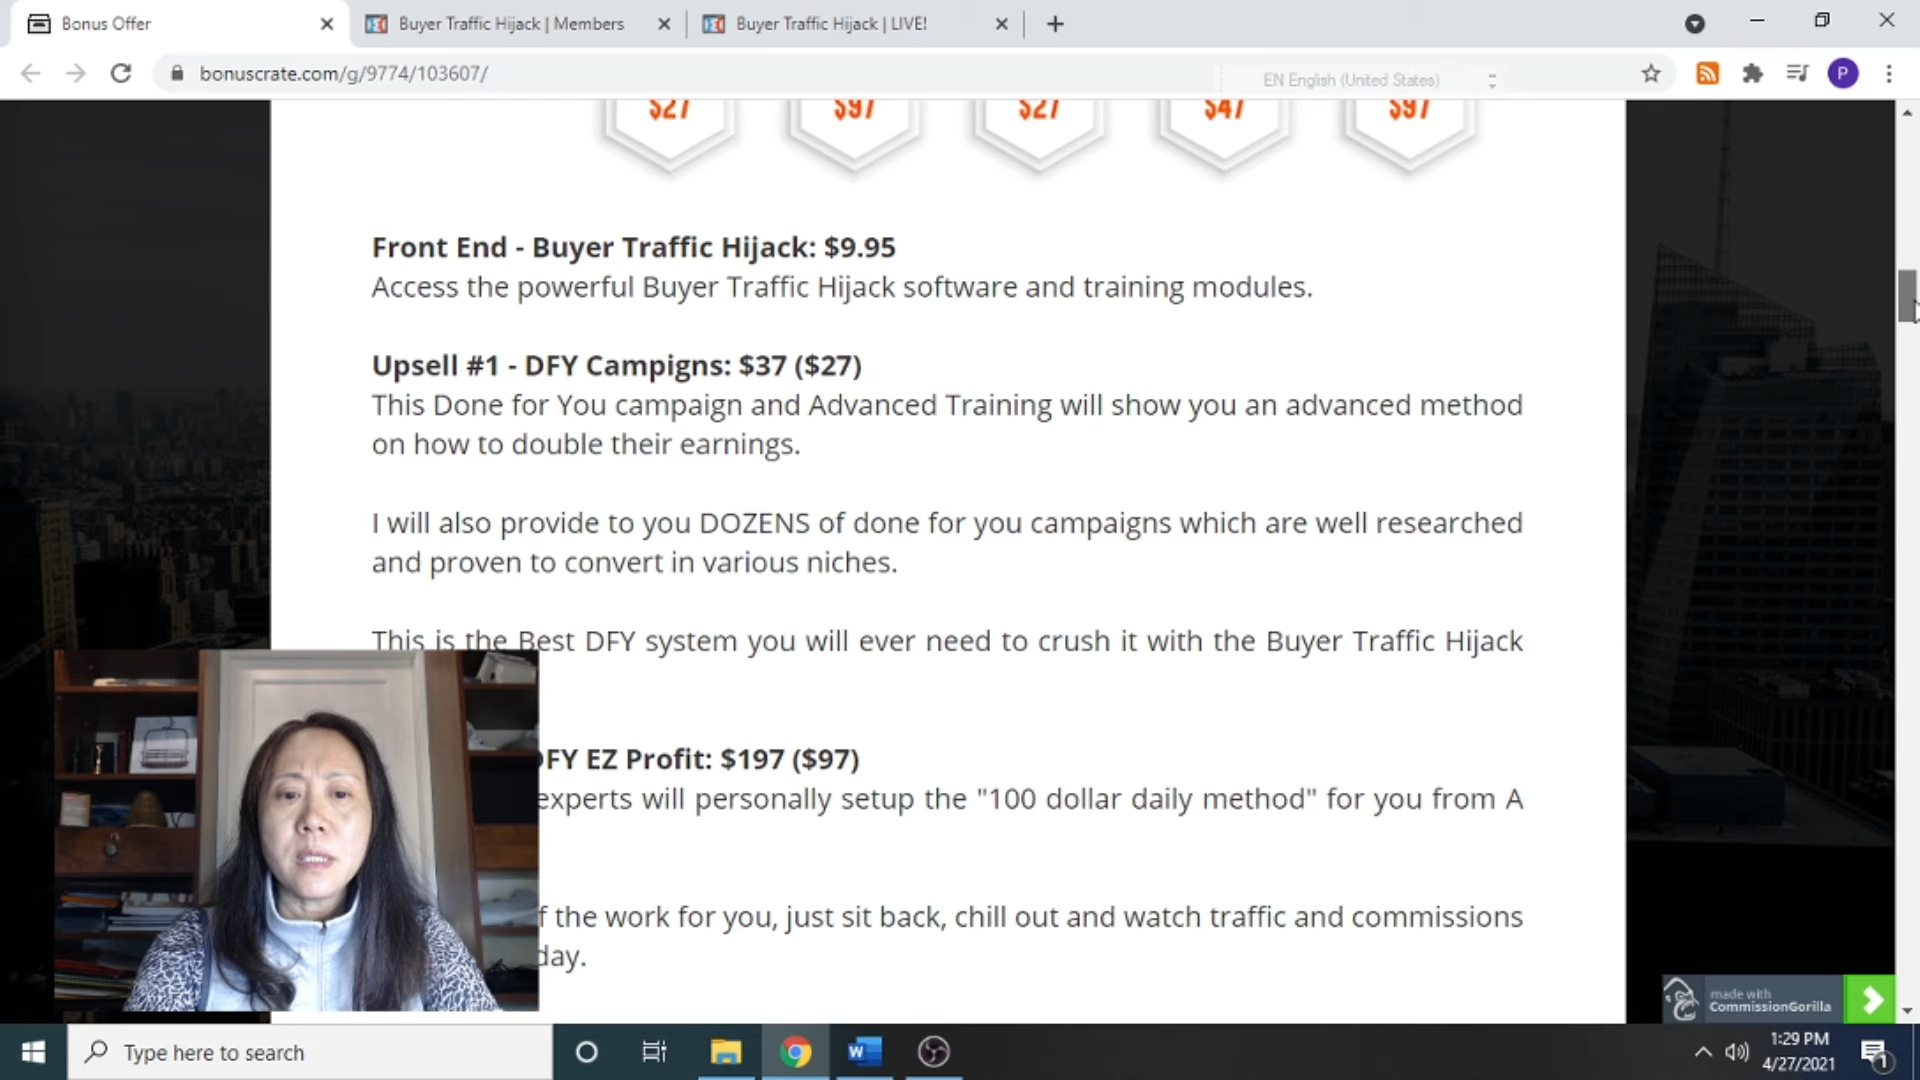 Bonus Offer
Buyer Traffic Hijack | Members
Buyer Traffic Hijack | LIVE!
bonuscrate.com/g/9774/103607/
EN English (United States)
P
$27 $97 $27 $47 $97
Front End - Buyer Traffic Hijack: $9.95
Access the powerful Buyer Traffic Hijack software and training modules.
Upsell #1 - DFY Campigns: $37 ($27)
This Done for You campaign and Advanced Training will show you an advanced method
on how to double their earnings.
I will also provide to you DOZENS of done for you campaigns which are well researched
and proven to convert in various niches.
This is the Best DFY system you will ever need to crush it with the Buyer Traffic Hijack
DFY EZ Profit: $197 ($97)
experts will personally setup the "100 dollar daily method" for you from A
f the work for you, just sit back, chill out and watch traffic and commissions
day.
made with
CommissionGorilla
Type here to search
W
1:29 PM
4/27/2021
1